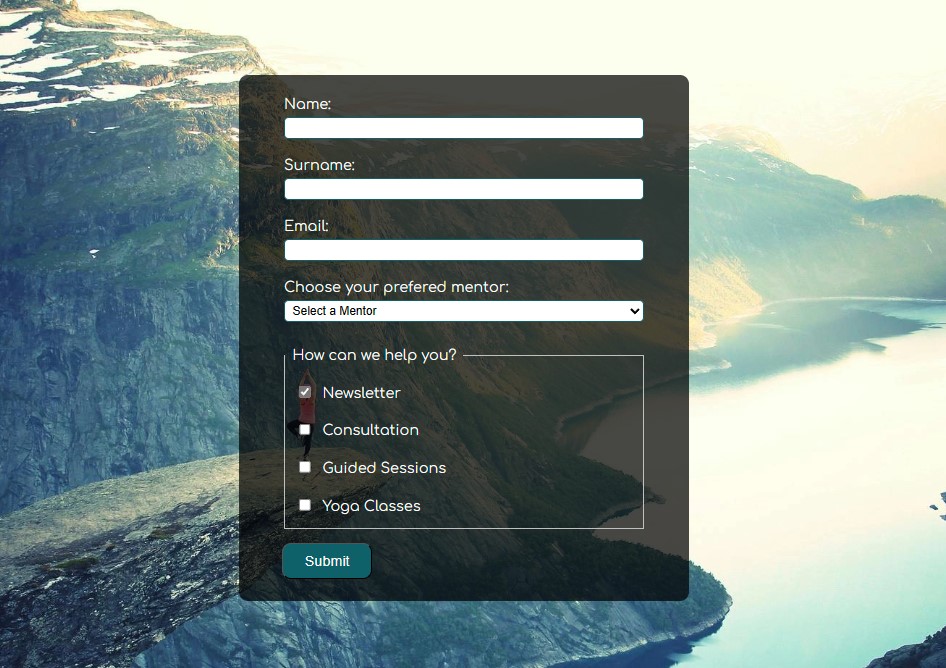 Name:
Surname:
Email:
Choose your prefered mentor:
Select a Mentor
How can we help you?
Newsletter
Consultation
Guided Sessions
Yoga Classes
Submit